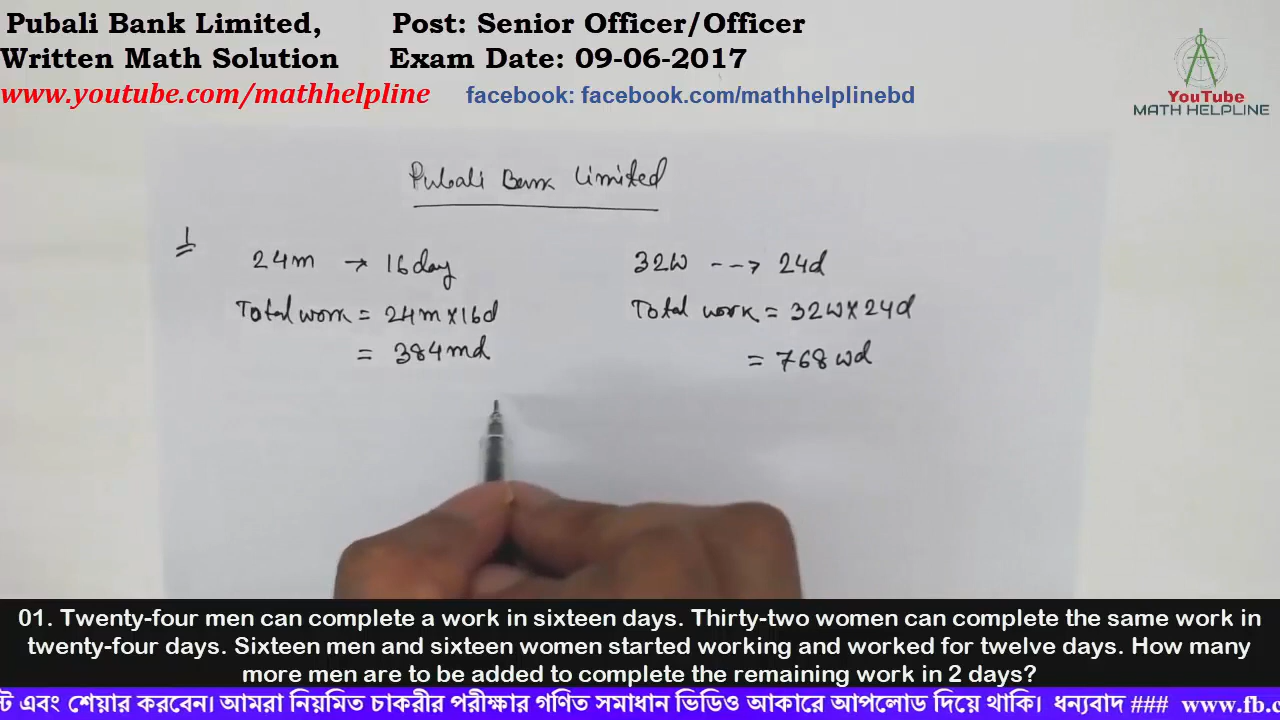 Pubali Bank Limited, Post: Senior Officer/Officer
Written Math Solution Exam Date: 09-06-2017
www.youtube.com/mathhelpline facebook: facebook.com/mathhelplinebd
YouTube
MATH HELPLINE
Pubali Bank Limited
1
24m → 16day 32W --→ 24d
Total work = 24m×16d Total work = 32w×24d
= 384md = 768wd
01. Twenty-four men can complete a work in sixteen days. Thirty-two women can complete the same work in
twenty-four days. Sixteen men and sixteen women started working and worked for twelve days. How many
more men are to be added to complete the remaining work in 2 days?
এবং শেয়ার করবেন। আমরা নিয়মিত চাকরীর পরীক্ষার গণিত সমাধান ভিডিও আকারে আপলোড দিয়ে থাকি। ধন্যবাদ ### www.fb.c